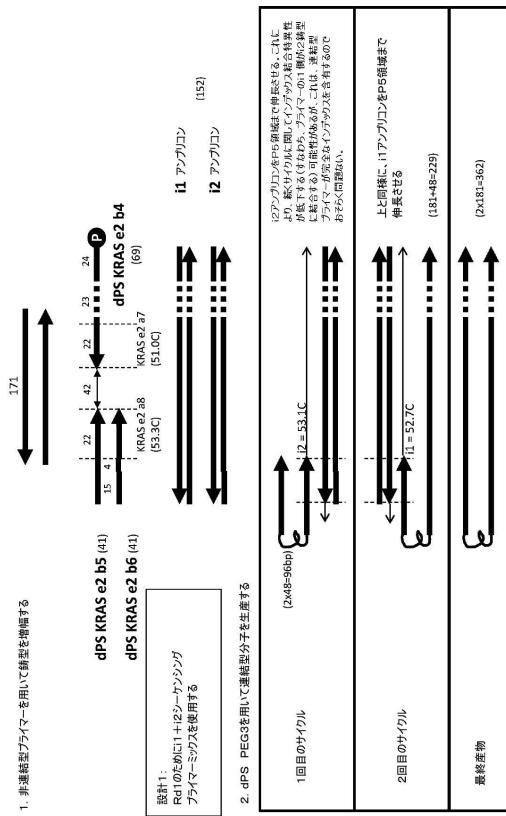 1. 非連結型プライマーを用いて鋳型を増幅する
171
dPS KRAS e2 b5 (41)
dPS KRAS e2 b6 (41)
22
42
22
23
24
P
15
4
dPS KRAS e2 b4
(69)
KRAS e2 a8
(53.3C)
KRAS e2 a7
(51.0C)
設計1:
Rd1のためにi1+i2シーケンシング
プライマーミックスを使用する
i1 アンプリコン
(152)
i2 アンプリコン
2. dPS PEG3を用いて連結型分子を生産する
1回目のサイクル
(2x48=96bp)
i2 = 53.1C
i2アンプリコンをP5領域まで伸長させる。これに
より、続くサイクルに関してインデックス結合特異性
が低下する(すなわち、プライマーのi1側がi2鋳型
に結合する)可能性があるが、これは、連結型
プライマーが完全なインデックスを含有するので
おそらく問題ない。
2回目のサイクル
i1 = 52.7C
上と同様に、i1アンプリコンをP5領域まで
伸長させる
(181+48=229)
最終産物
(2x181=362)